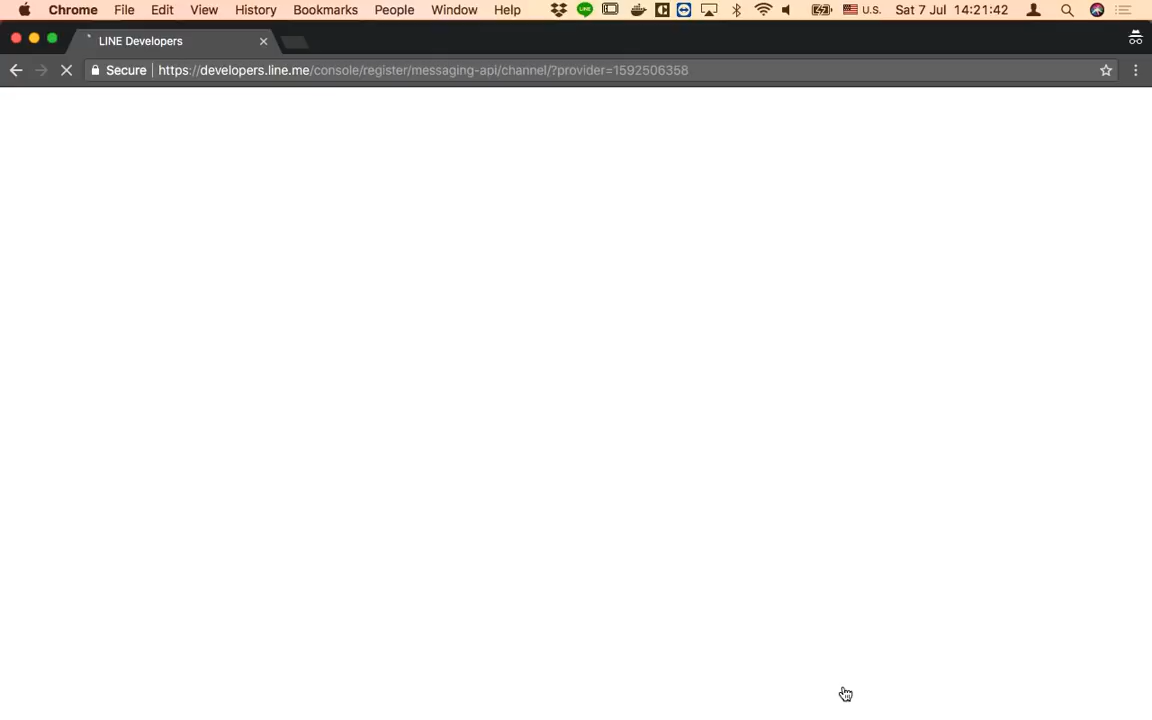 Chrome File Edit View History Bookmarks People Window Help LINE U.S. Sat 7 Jul 14:21:42
LINE Developers
Secure https://developers.line.me/console/register/messaging-api/channel/?provider=1592506358